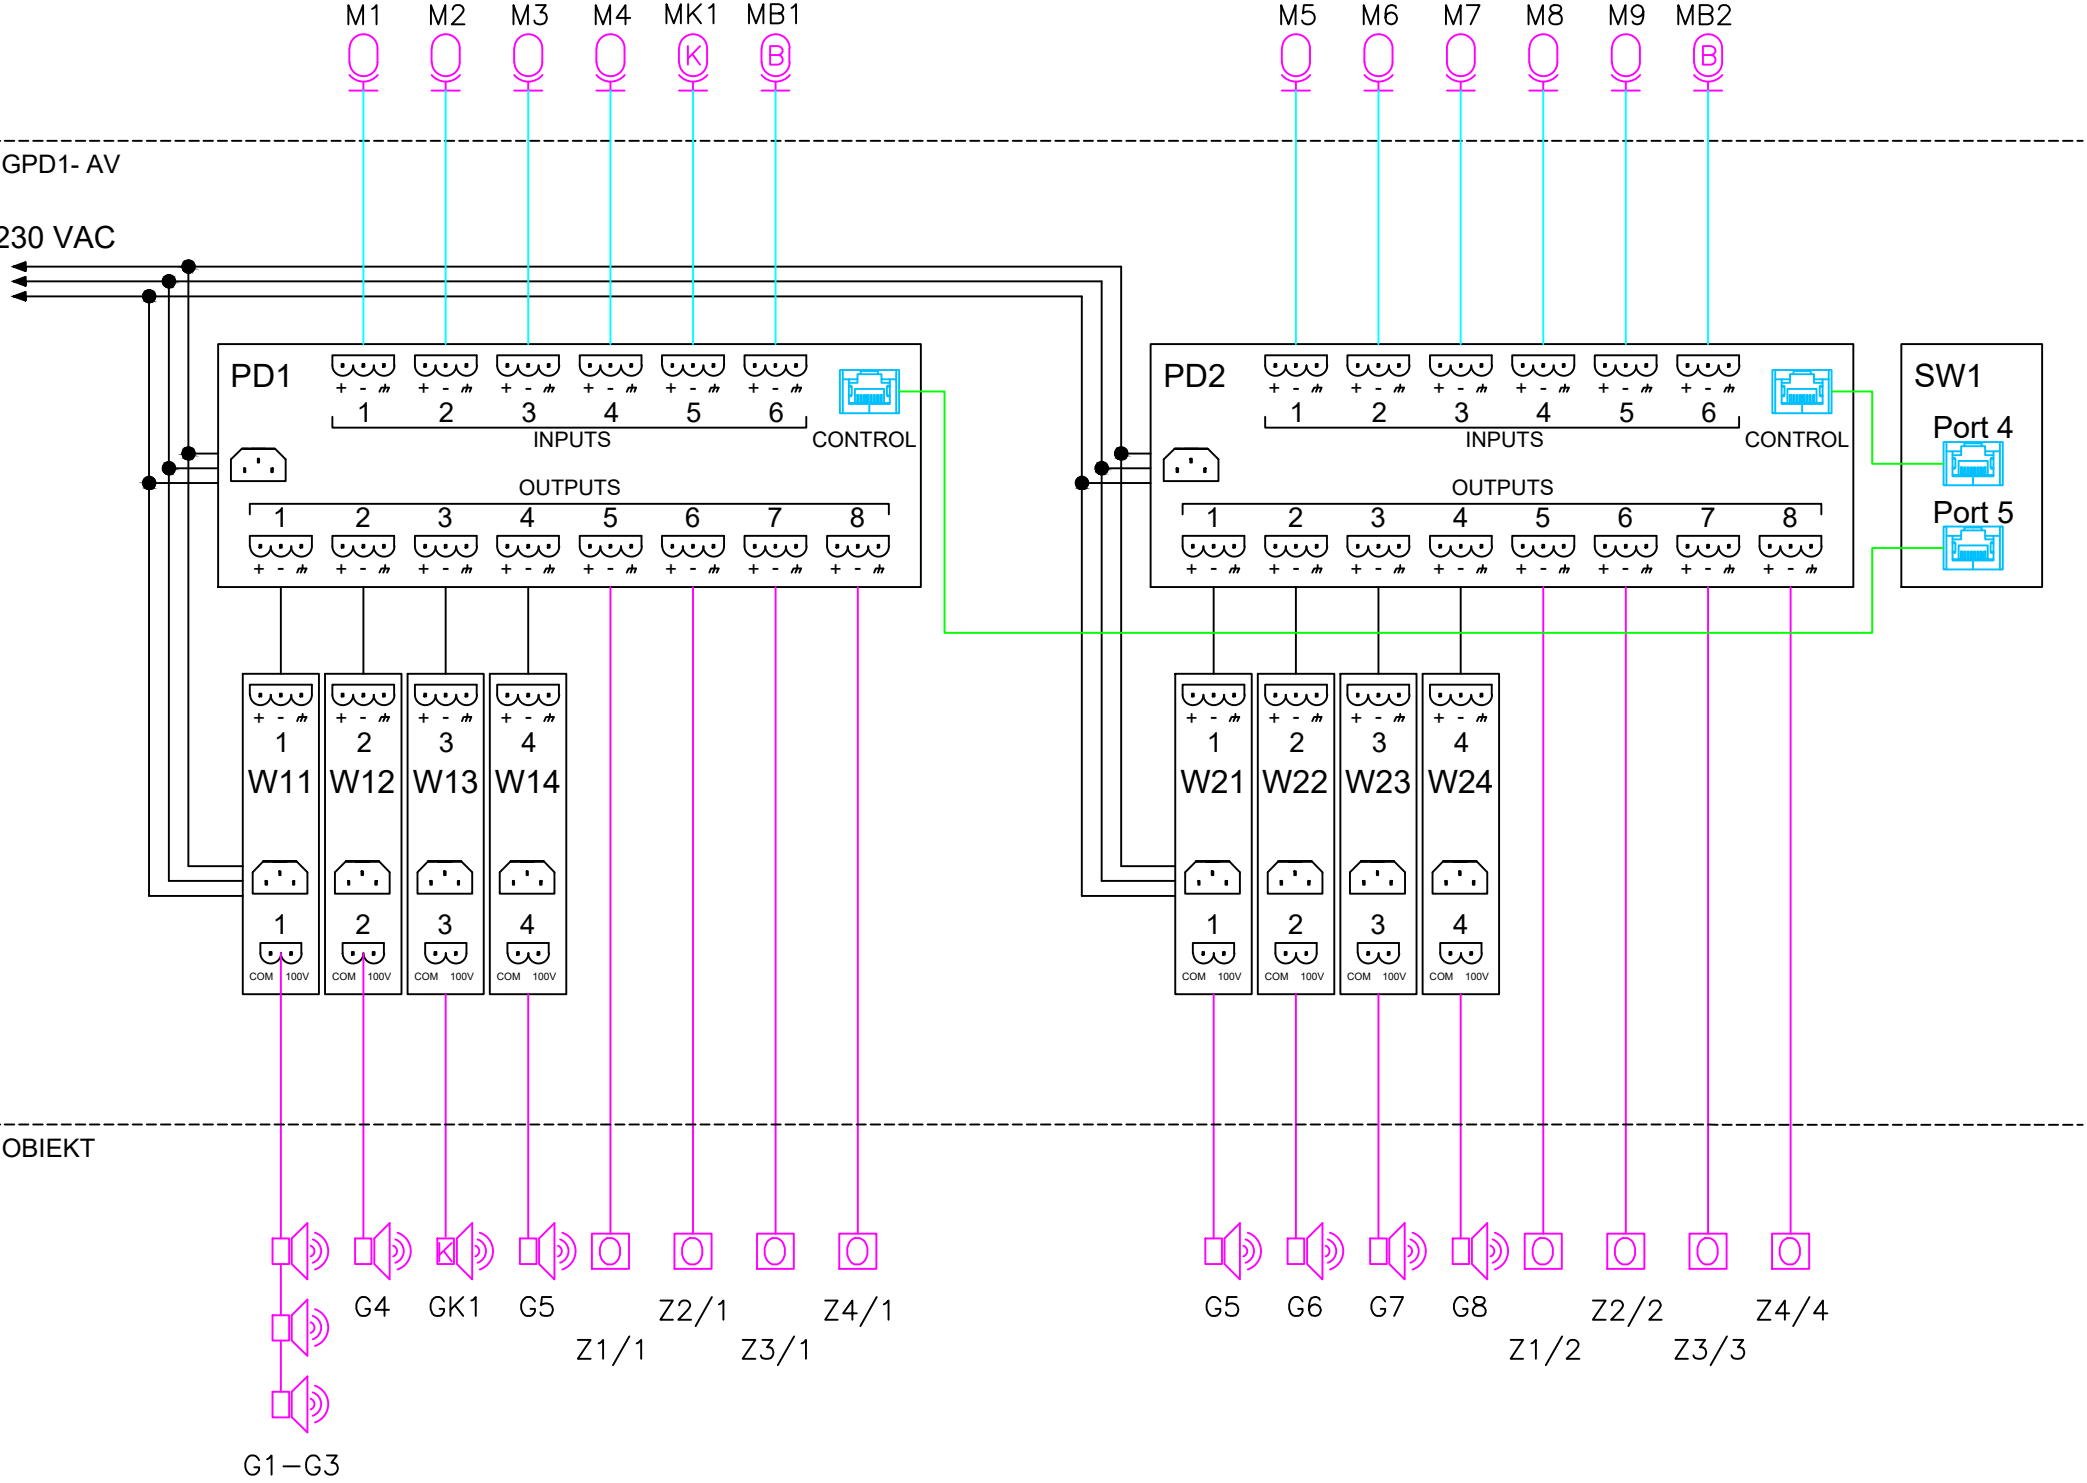 M1 M2 M3 M4 MK1 MB1 M5 M6 M7 M8 M9 MB2
K B B
GPD1- AV
230 VAC
PD1 PD2 SW1
+ - + - + - + - + - + - + - + - + - + - + - + -
1 2 3 4 5 6 1 2 3 4 5 6 Port 4
INPUTS CONTROL INPUTS CONTROL
OUTPUTS OUTPUTS
1 2 3 4 5 6 7 8 1 2 3 4 5 6 7 8 Port 5
+ - + - + - + - + - + - + - + - + - + - + - + - + - + - + - + -
+ - + - + - + - + - + - + - + -
1 2 3 4 1 2 3 4
W11 W12 W13 W14 W21 W22 W23 W24
1 2 3 4 1 2 3 4
COM 100V COM 100V COM 100V COM 100V COM 100V COM 100V COM 100V COM 100V
OBIEKT
K O O O O O O O O
G4 GK1 G5 Z2/1 Z4/1 G5 G6 G7 G8 Z2/2 Z4/4
Z1/1 Z3/1 Z1/2 Z3/3
G1-G3